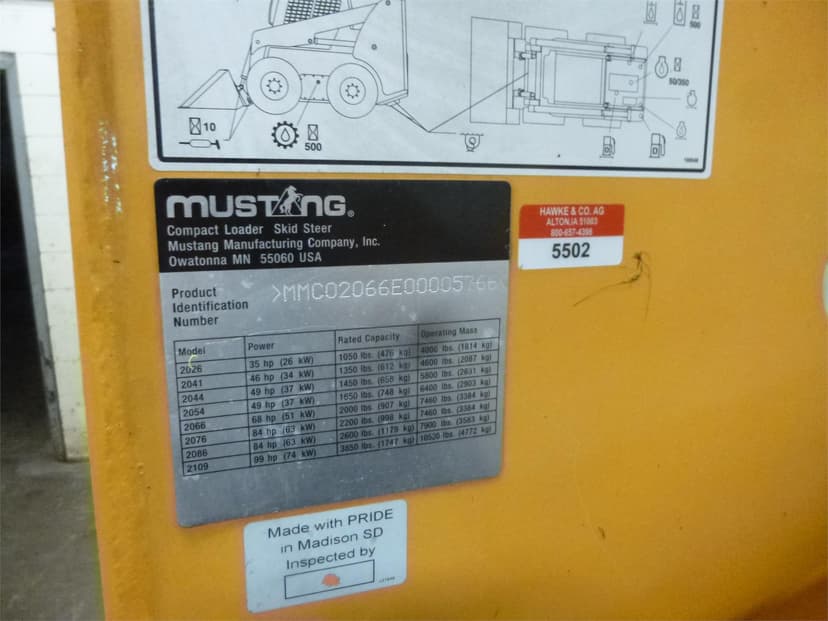 500
50/350
10
500
MUSTANG®
Compact Loader Skid Steer
Mustang Manufacturing Company, Inc.
Owatonna MN 55060 USA
Product
Identification
Number
>MMC02066E00005766<
Model Power Rated Capacity Operating Mass
2026 35 hp (26 kW) 1050 lbs. (476 kg) 4000 lbs. (1814 kg)
2041 46 hp (34 kW) 1350 lbs. (612 kg) 4600 lbs. (2087 kg)
2044 49 hp (37 kW) 1450 lbs. (658 kg) 5800 lbs. (2631 kg)
2054 49 hp (37 kW) 1650 lbs. (748 kg) 6400 lbs. (2903 kg)
2066 68 hp (51 kW) 2000 lbs. (907 kg) 7460 lbs. (3384 kg)
2076 84 hp (63 kW) 2200 lbs. (998 kg) 7460 lbs. (3384 kg)
2086 84 hp (63 kW) 2600 lbs. (1179 kg) 7900 lbs. (3583 kg)
2109 99 hp (74 kW) 3850 lbs. (1747 kg) 10520 lbs. (4772 kg)
HAWKE & CO. AG
ALTON,IA 51003
800-657-4398
5502
Made with PRIDE
in Madison SD
Inspected by